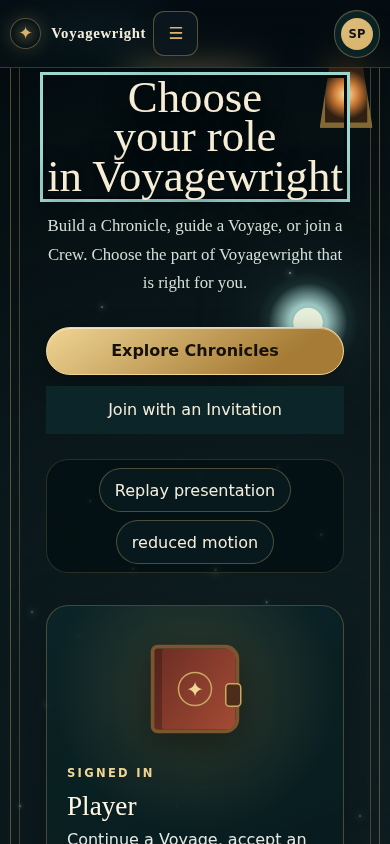 Voyagewright
☰
SP
Choose
your role
in Voyagewright
Build a Chronicle, guide a Voyage, or join a
Crew. Choose the part of Voyagewright that
is right for you.
Explore Chronicles
Join with an Invitation
Replay presentation
reduced motion
SIGNED IN
Player
Continue a Voyage, accept an